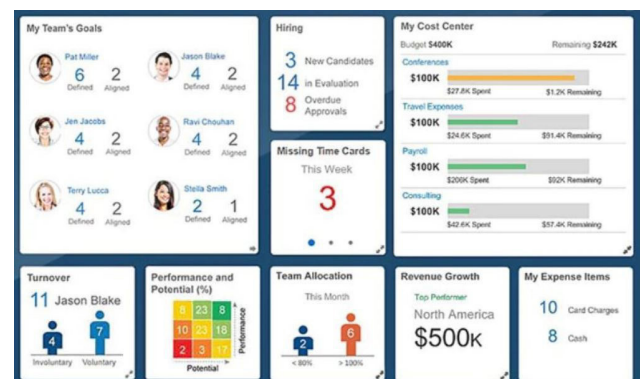 My Team's Goals
Pat Miller
6 2
Defined Aligned
Jason Blake
4 2
Defined Aligned
Jen Jacobs
4 2
Defined Aligned
Ravi Chouhan
4 2
Defined Aligned
Terry Lucca
4 2
Defined Aligned
Stella Smith
2 1
Defined Aligned
Hiring
3 New Candidates
14 in Evaluation
8 Overdue
Approvals
Missing Time Cards
This Week
3
My Cost Center
Budget $400K Remaining $242K
Conferences
$100K
$27.8K Spent $1.2K Remaining
Travel Expenses
$100K
$24.6K Spent $91.4K Remaining
Payroll
$100K
$206K Spent $92K Remaining
Consulting
$100K
$42.6K Spent $57.4K Remaining
Turnover
11 Jason Blake
4 7
Involuntary Voluntary
Performance and
Potential (%)
8 23 8
10 23 18
2 3 17
Performance
Potential
Team Allocation
This Month
2 6
< 80% > 100%
Revenue Growth
Top Performer
North America
$500K
My Expense Items
10 Card Charges
8 Cash